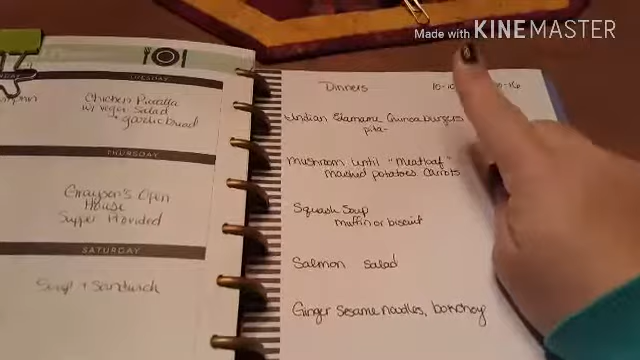 Made with KINEMASTER
TUESDAY
Chicken Piccata
w/ veggie Salad
+ garlic bread
THURSDAY
Grayson's Open
House
Supper Provided
SATURDAY
Soup + Sandwich
Dinners
Indian Edamame Quinoa burgers
pita
mushroom lentil "meatloaf"
mashed potatoes Carrots
Squash Soup
muffin or biscuit
Salmon Salad
Ginger Sesame noodles, bok choy